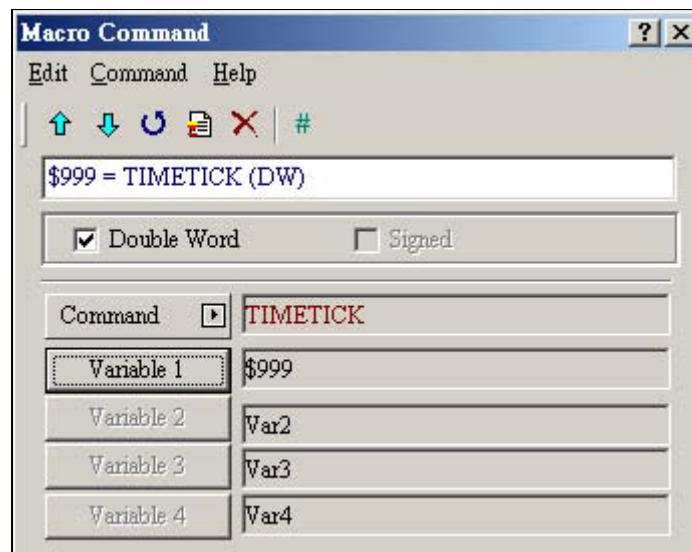 Macro Command
Edit Command Help
#
$999 = TIMETICK (DW)
Double Word Signed
Command TIMETICK
Variable 1 $999
Variable 2 Var2
Variable 3 Var3
Variable 4 Var4